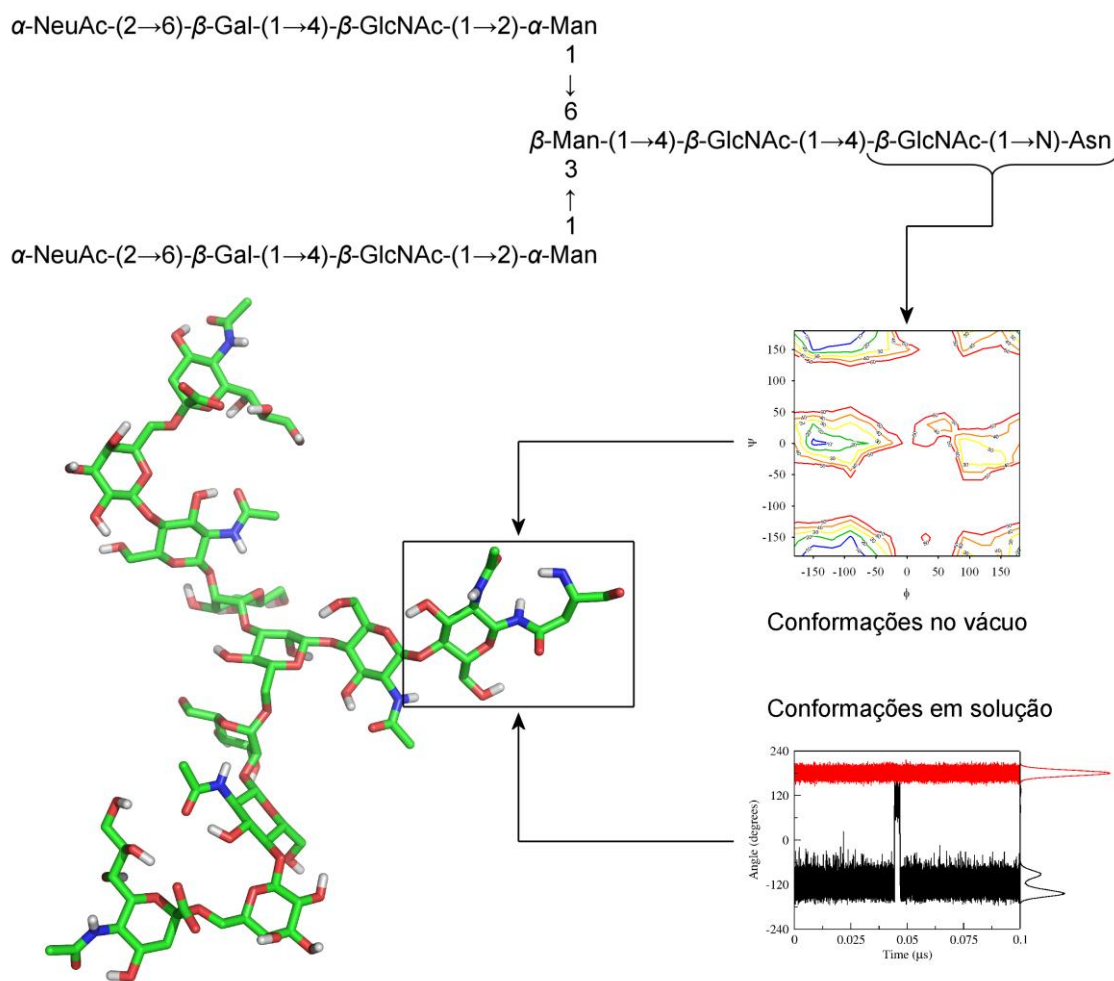 α-NeuAc-(2→6)-β-Gal-(1→4)-β-GlcNAc-(1→2)-α-Man
1
↓
6
β-Man-(1→4)-β-GlcNAc-(1→4)-β-GlcNAc-(1→N)-Asn
3
↑
1
α-NeuAc-(2→6)-β-Gal-(1→4)-β-GlcNAc-(1→2)-α-Man
150
100
50
0
-50
-100
-150
Ψ
-150 -100 -50 0 50 100 150
ϕ
Conformações no vácuo
Conformações em solução
240
120
0
-120
-240
Angle (degrees)
0 0.025 0.05 0.075 0.1
Time (μs)